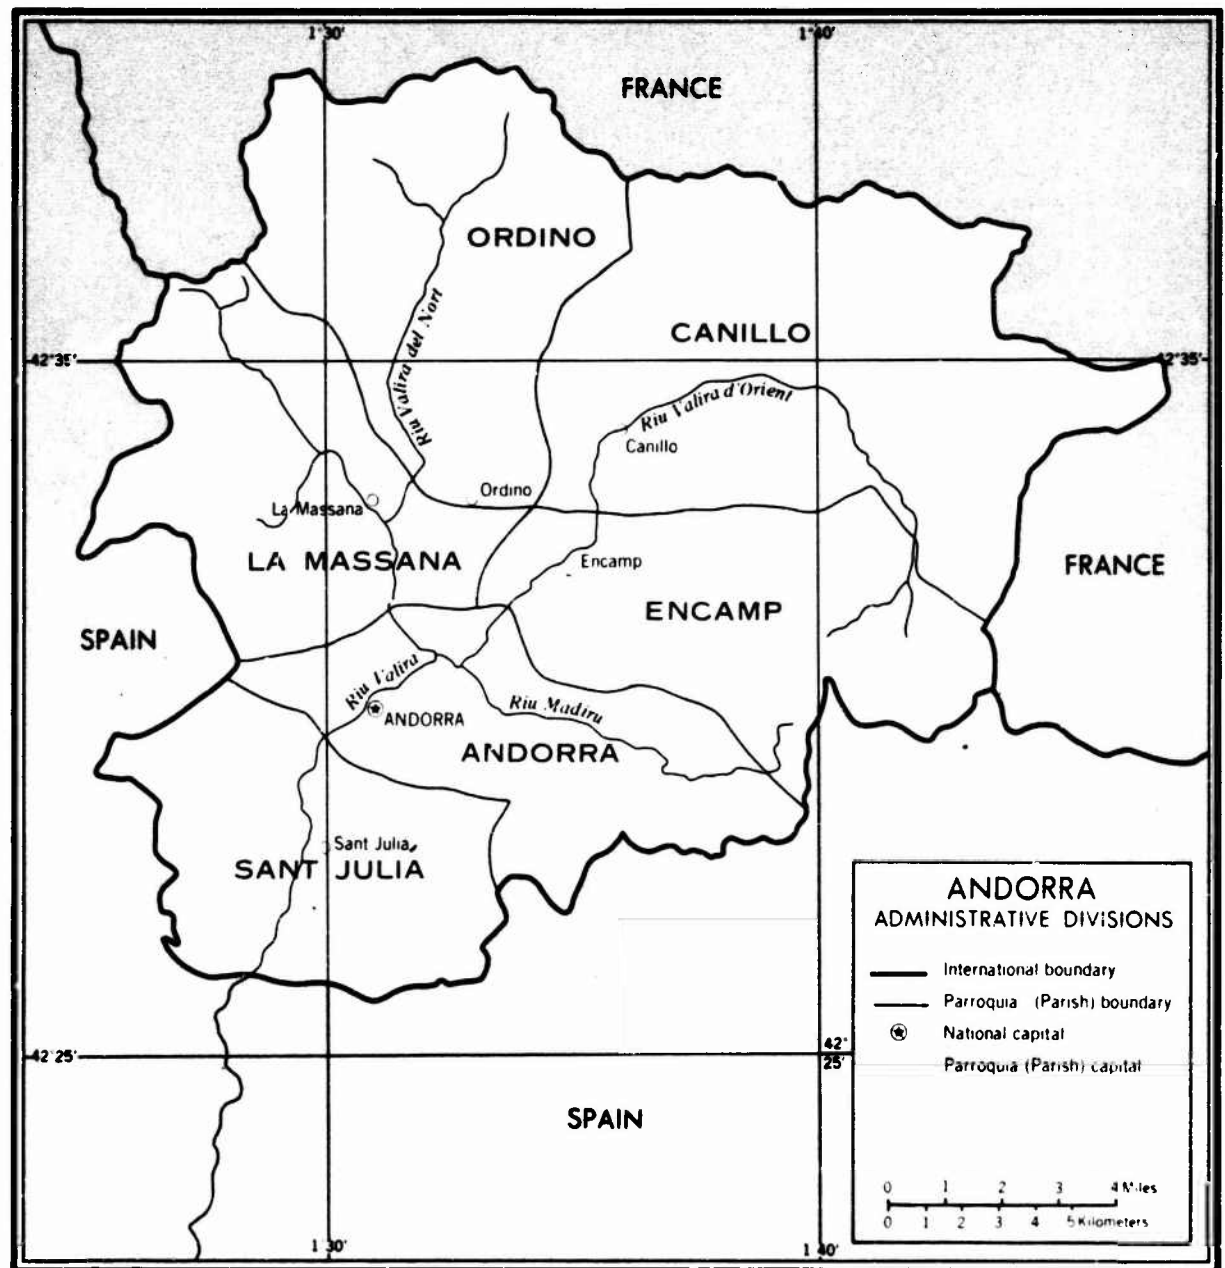 1°30'
1°40'
FRANCE
ORDINO
Riu Valira del Nort
CANILLO
42°35'
42°35'
Riu Valira d'Orient
Canillo
Ordino
La Massana
LA MASSANA
Encamp
FRANCE
ENCAMP
SPAIN
Riu Valira
Riu Madiru
ANDORRA
ANDORRA
Sant Julia
SANT JULIA
ANDORRA
ADMINISTRATIVE DIVISIONS
International boundary
Parroquia (Parish) boundary
National capital
Parroquia (Parish) capital
0 1 2 3 4 Miles
0 1 2 3 4 5 Kilometers
42°25'
42°
25'
SPAIN
1 30'
1 40'